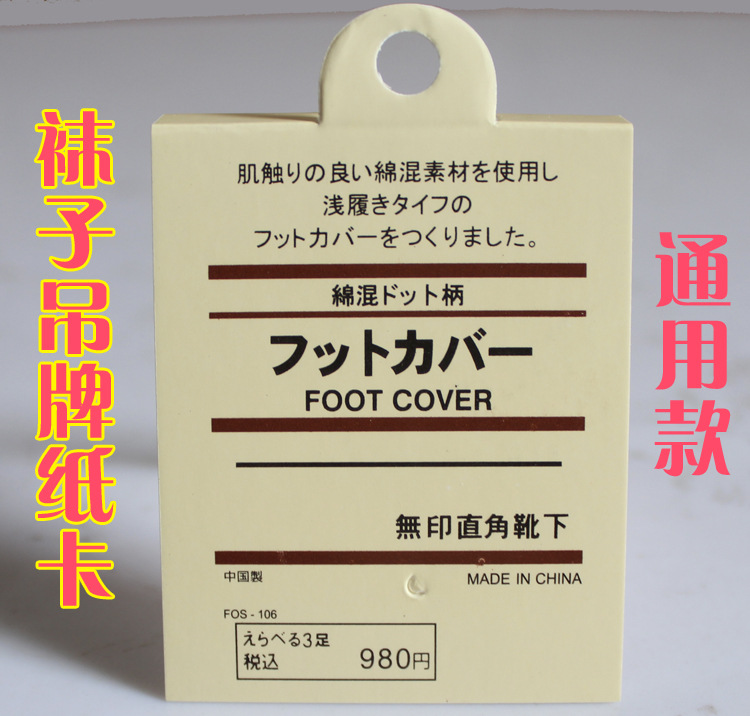 袜子吊牌纸卡
通用款
肌触りの良い綿混素材を使用し
浅履きタイフの
フットカバーをつくりました。
綿混ドット柄
フットカバー
FOOT COVER
無印直角靴下
中国製
MADE IN CHINA
FOS - 106
えらべる3足
税込 980円